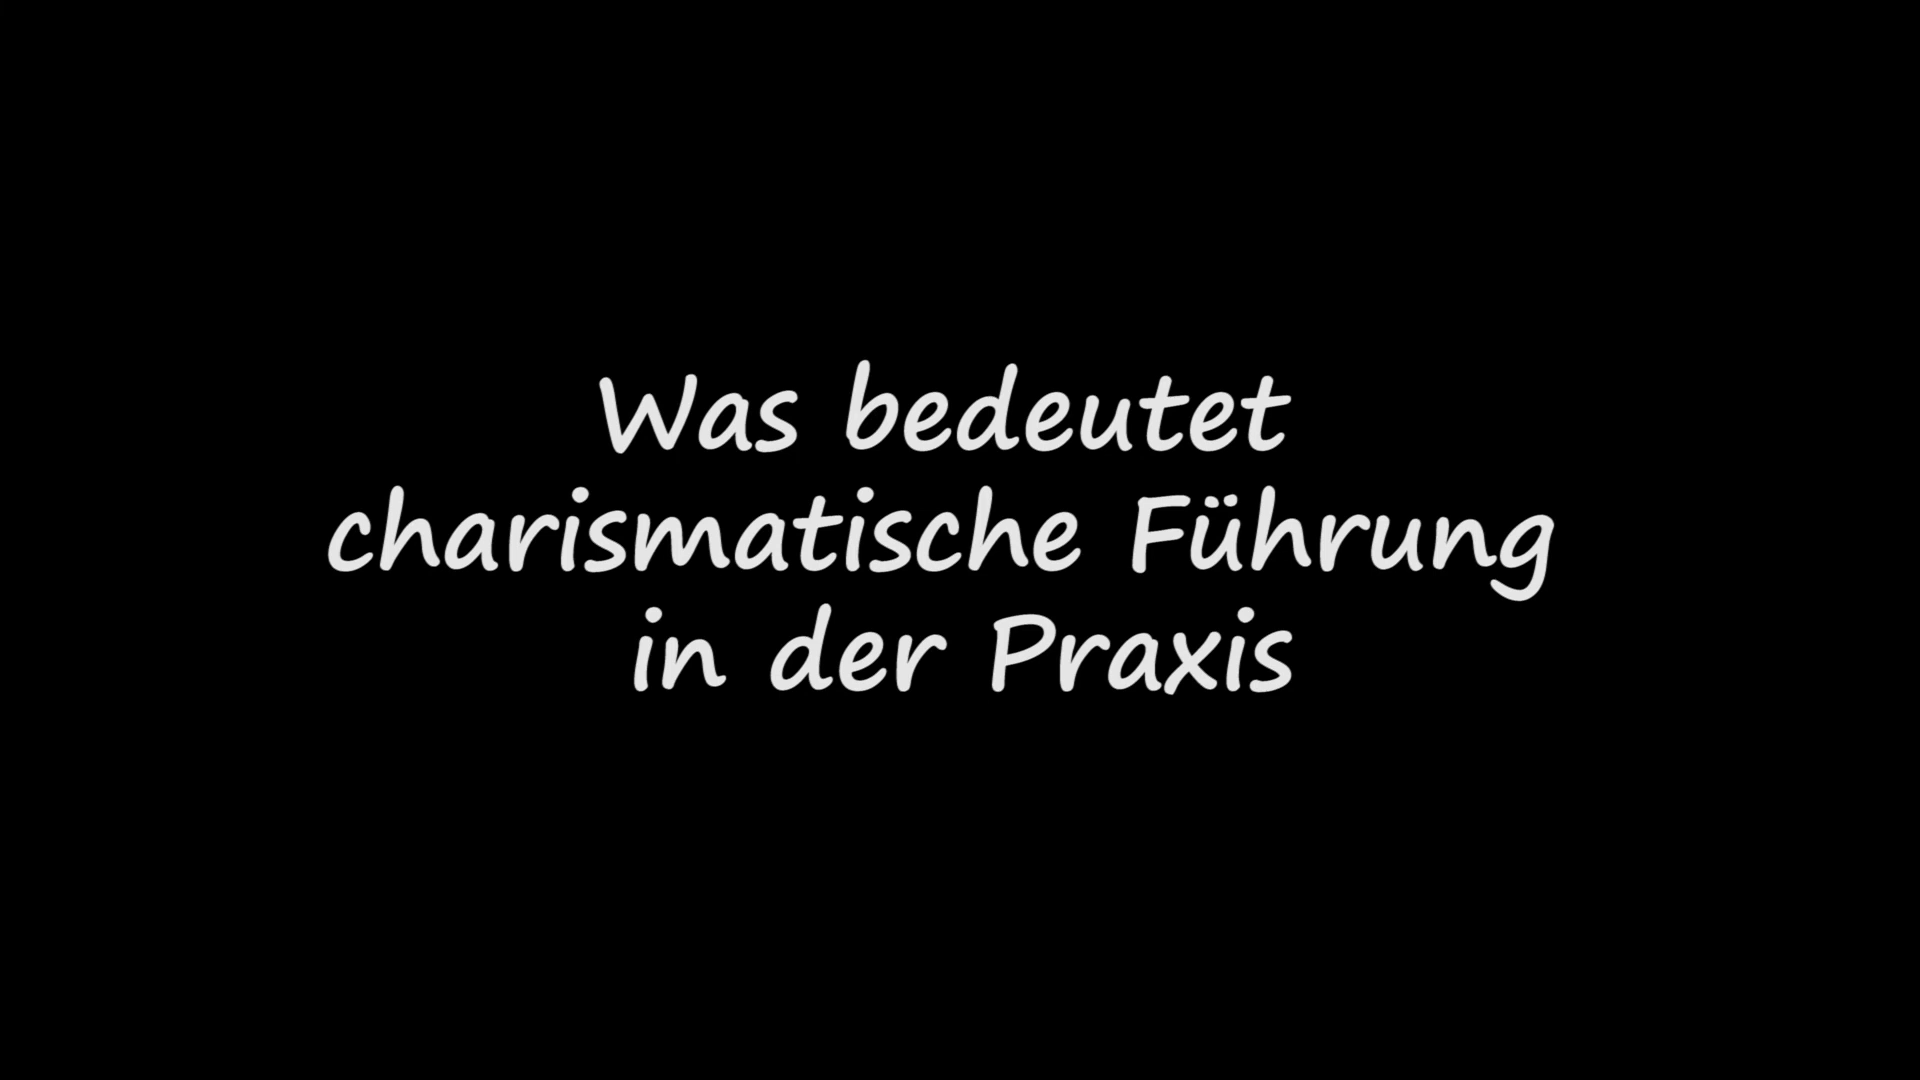 Was bedeutet
charismatische Führung
in der Praxis